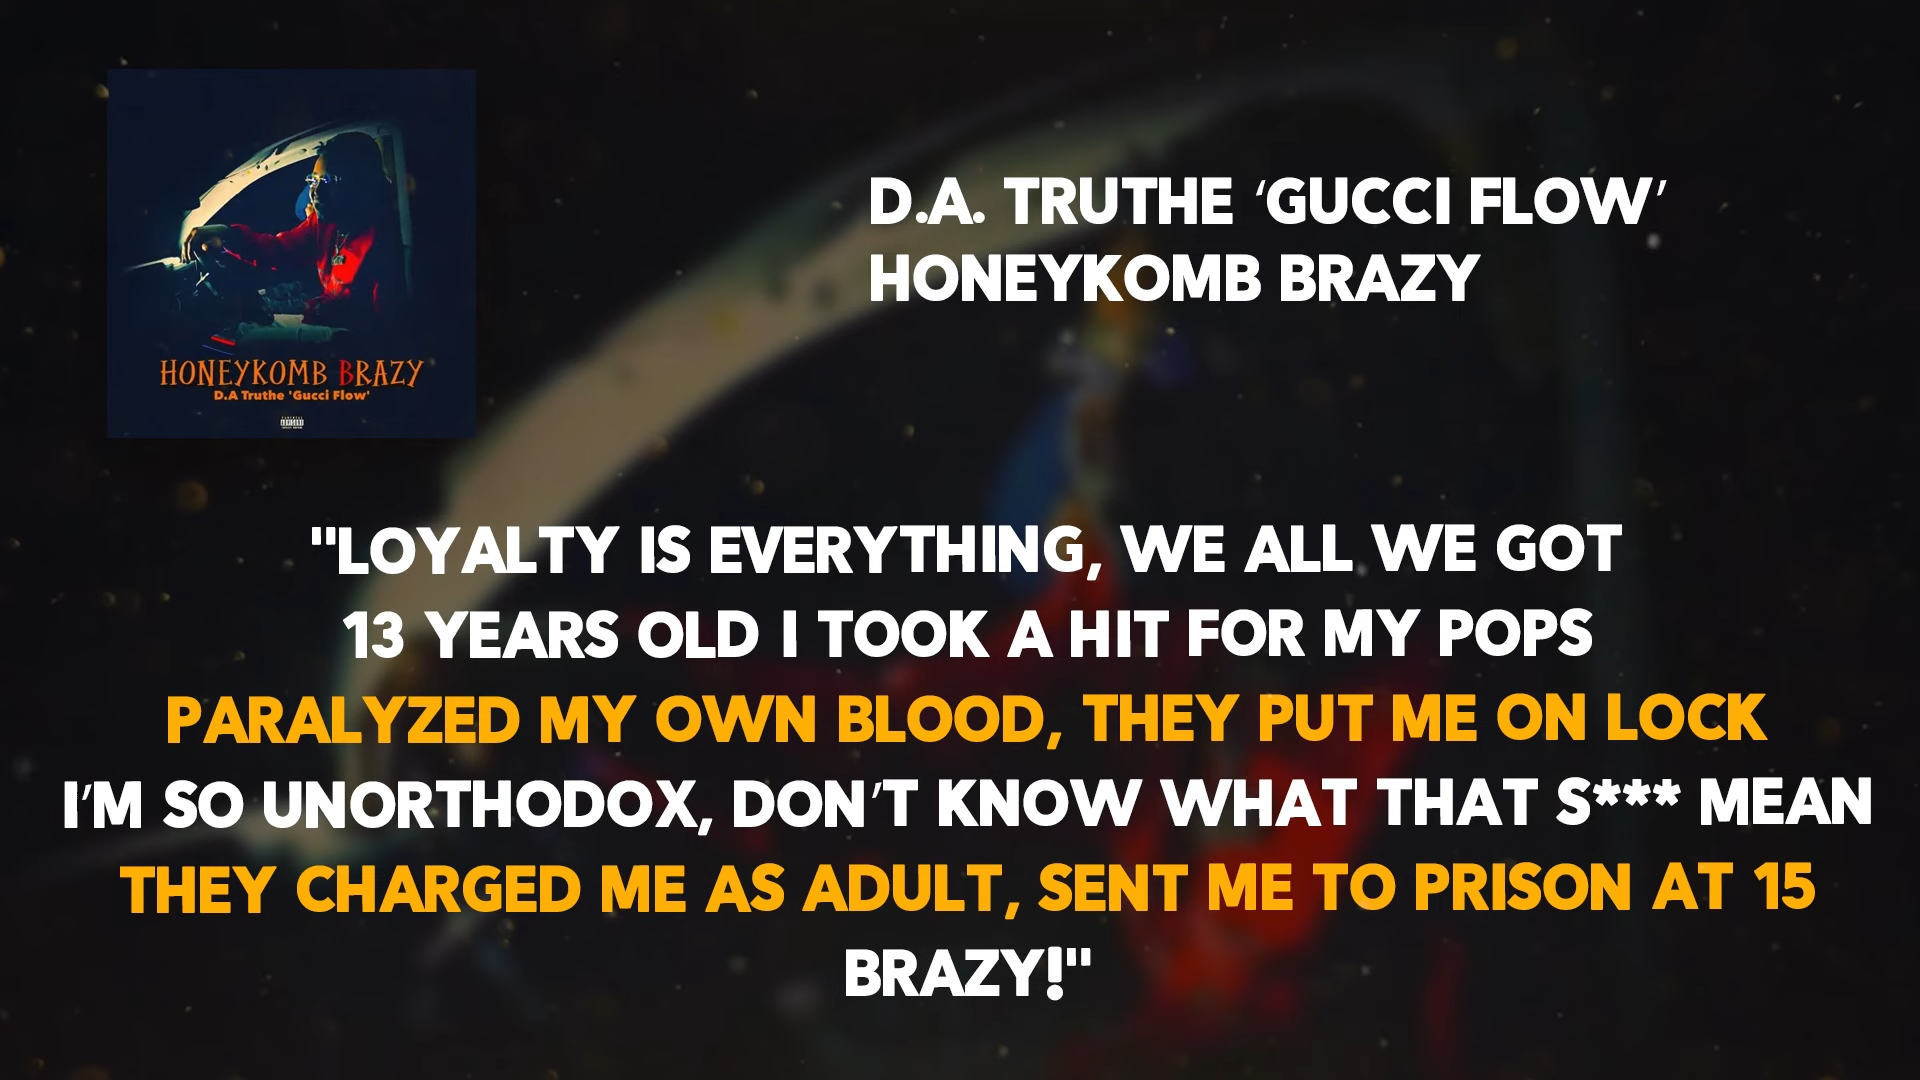 HONEYKOMB BRAZY
D.A Truthe 'Gucci Flow'
D.A. TRUTHE ‘GUCCI FLOW’
HONEYKOMB BRAZY
"LOYALTY IS EVERYTHING, WE ALL WE GOT
13 YEARS OLD I TOOK A HIT FOR MY POPS
PARALYZED MY OWN BLOOD, THEY PUT ME ON LOCK
I’M SO UNORTHODOX, DON’T KNOW WHAT THAT S*** MEAN
THEY CHARGED ME AS ADULT, SENT ME TO PRISON AT 15
BRAZY!"